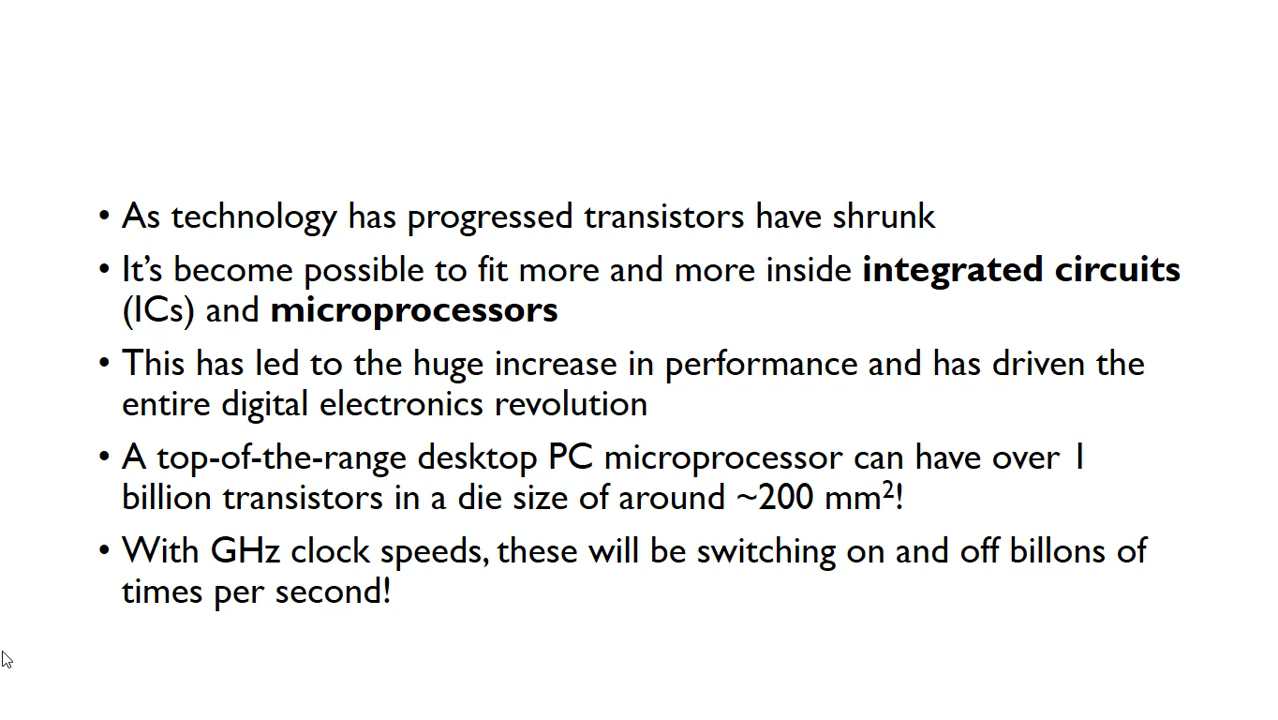 • As technology has progressed transistors have shrunk
• It’s become possible to fit more and more inside integrated circuits
(ICs) and microprocessors
• This has led to the huge increase in performance and has driven the
entire digital electronics revolution
• A top-of-the-range desktop PC microprocessor can have over 1
billion transistors in a die size of around ~200 mm²!
• With GHz clock speeds, these will be switching on and off billons of
times per second!